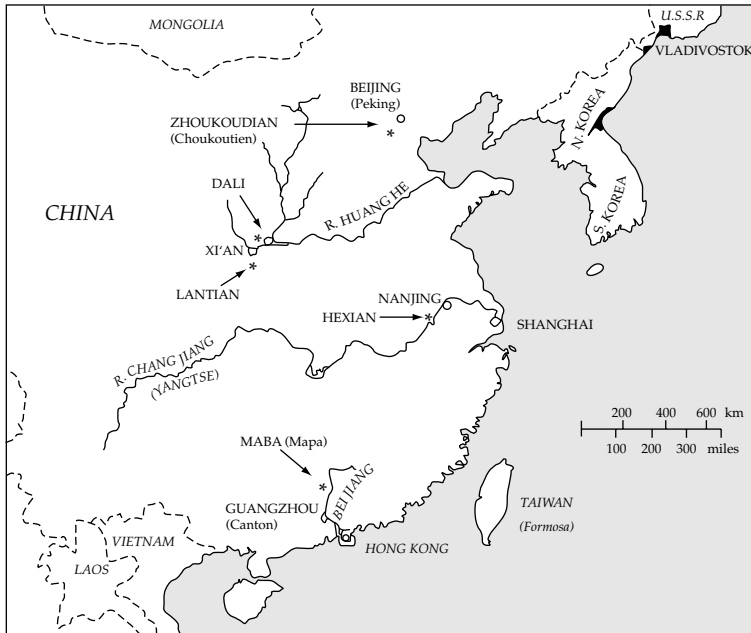 MONGOLIA
U.S.S.R
VLADIVOSTOK
BEIJING
(Peking)
ZHOUKOUDIAN
(Choukoutien)
N. KOREA
S. KOREA
DALI
CHINA
R. HUANG HE
XI'AN
LANTIAN
NANJING
HEXIAN
SHANGHAI
R. CHANG JIANG
(YANGTSE)
200 400 600 km
100 200 300 miles
MABA (Mapa)
BEI JIANG
GUANGZHOU
(Canton)
TAIWAN
(Formosa)
VIETNAM
HONG KONG
LAOS